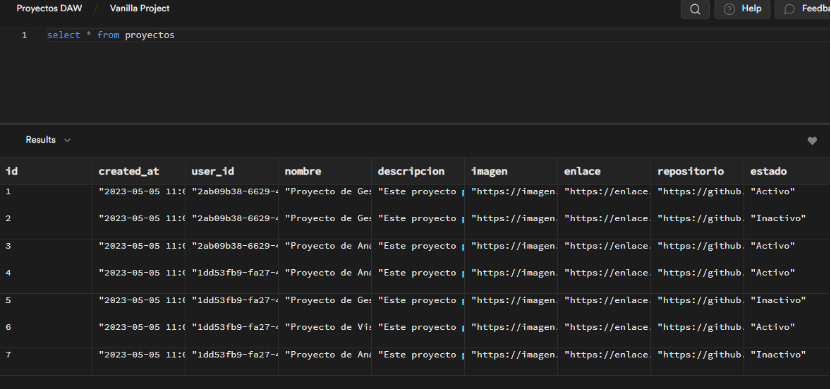 Proyectos DAW / Vanilla Project Help Feedba
1 select * from proyectos
Results
id created_at user_id nombre descripcion imagen enlace repositorio estado
1 "2023-05-05 11:0 "2ab09b38-6629-4 "Proyecto de Ges "Este proyecto p "https://imagen. "https://enlace. "https://github. "Activo"
2 "2023-05-05 11:0 "2ab09b38-6629-4 "Proyecto de Ges "Este proyecto p "https://imagen. "https://enlace. "https://github. "Inactivo"
3 "2023-05-05 11:0 "2ab09b38-6629-4 "Proyecto de Aná "Este proyecto p "https://imagen. "https://enlace. "https://github. "Activo"
4 "2023-05-05 11:0 "1dd53fb9-fa27-4 "Proyecto de Aná "Este proyecto p "https://imagen. "https://enlace. "https://github. "Activo"
5 "2023-05-05 11:0 "1dd53fb9-fa27-4 "Proyecto de Ges "Este proyecto p "https://imagen. "https://enlace. "https://github. "Inactivo"
6 "2023-05-05 11:0 "1dd53fb9-fa27-4 "Proyecto de Vis "Este proyecto p "https://imagen. "https://enlace. "https://github. "Activo"
7 "2023-05-05 11:0 "1dd53fb9-fa27-4 "Proyecto de Aná "Este proyecto p "https://imagen. "https://enlace. "https://github. "Inactivo"